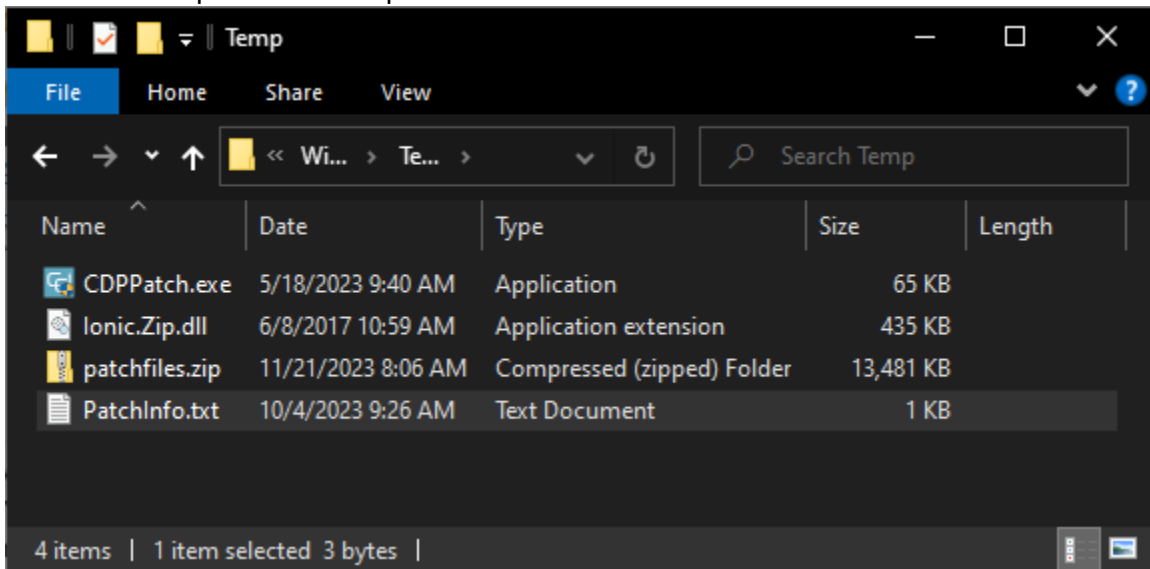 Temp
File Home Share View
« Wi... › Te... › Search Temp
Name Date Type Size Length
CDPPatch.exe 5/18/2023 9:40 AM Application 65 KB
Ionic.Zip.dll 6/8/2017 10:59 AM Application extension 435 KB
patchfiles.zip 11/21/2023 8:06 AM Compressed (zipped) Folder 13,481 KB
PatchInfo.txt 10/4/2023 9:26 AM Text Document 1 KB
4 items | 1 item selected 3 bytes |